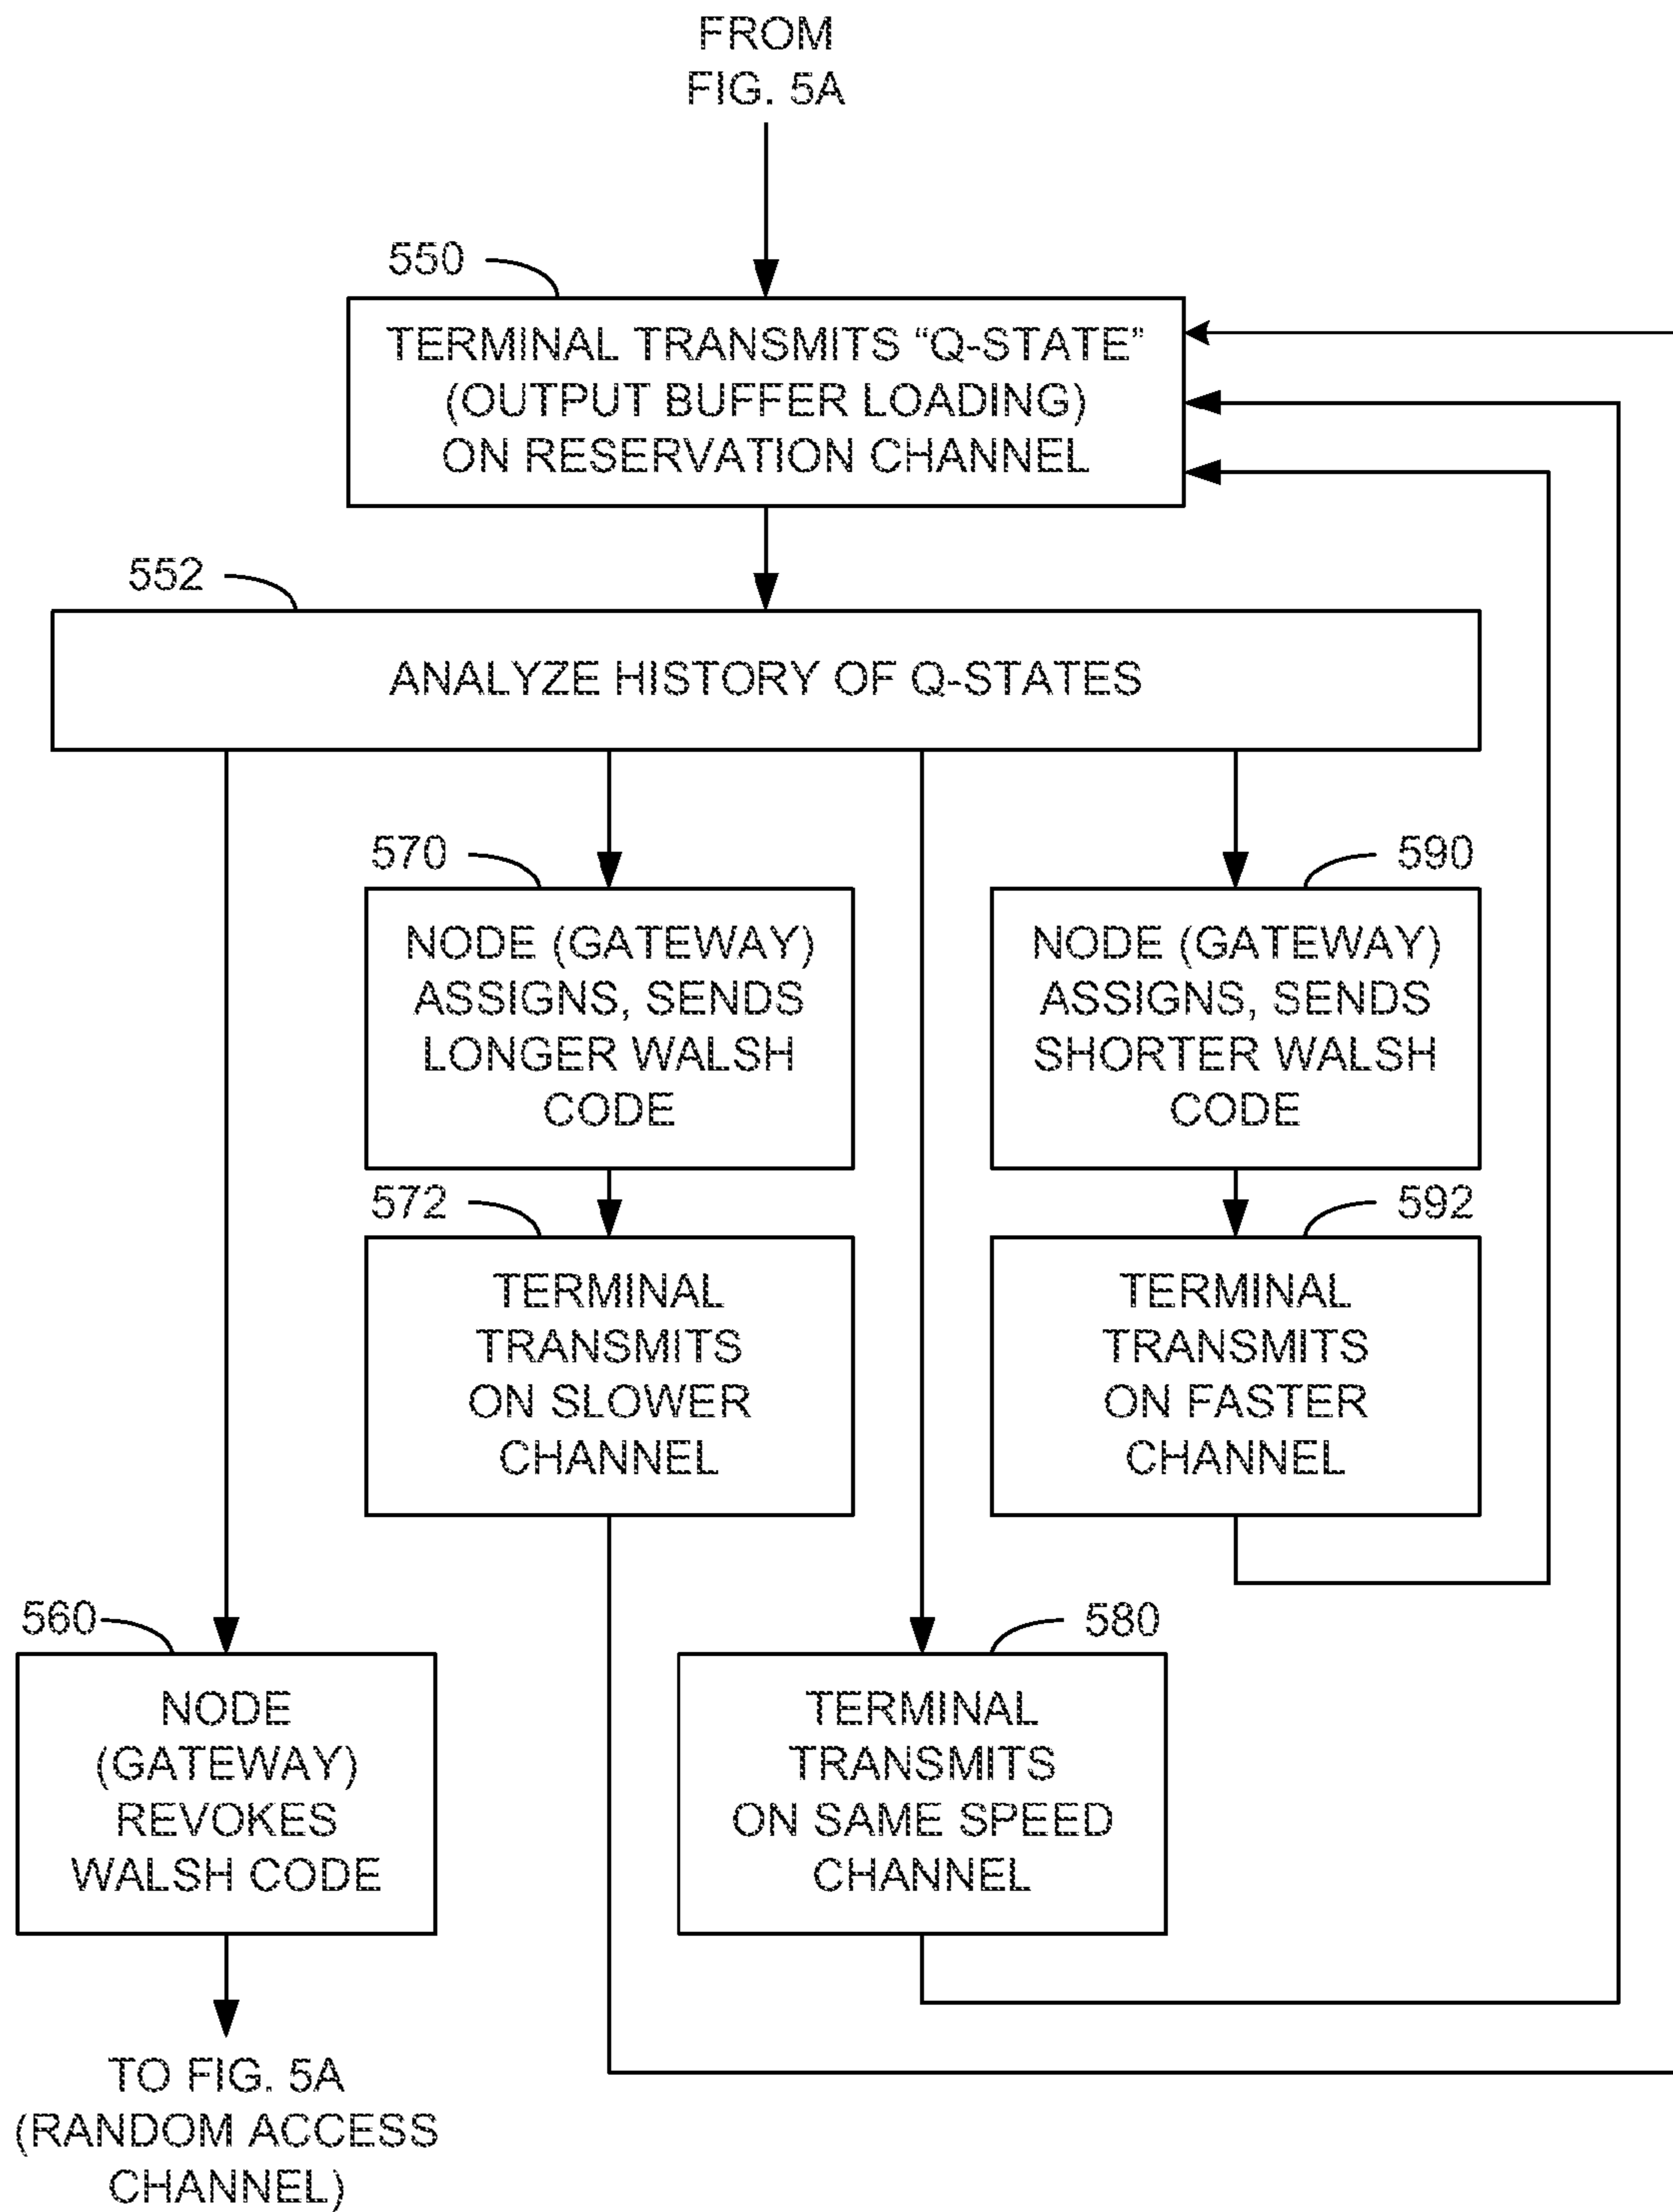 FROM
FIG. 5A
550
TERMINAL TRANSMITS “Q-STATE”
(OUTPUT BUFFER LOADING)
ON RESERVATION CHANNEL
552
ANALYZE HISTORY OF Q-STATES
570
NODE (GATEWAY)
ASSIGNS, SENDS
LONGER WALSH
CODE
590
NODE (GATEWAY)
ASSIGNS, SENDS
SHORTER WALSH
CODE
572
TERMINAL
TRANSMITS
ON SLOWER
CHANNEL
592
TERMINAL
TRANSMITS
ON FASTER
CHANNEL
560
NODE
(GATEWAY)
REVOKES
WALSH CODE
580
TERMINAL
TRANSMITS
ON SAME SPEED
CHANNEL
TO FIG. 5A
(RANDOM ACCESS
CHANNEL)